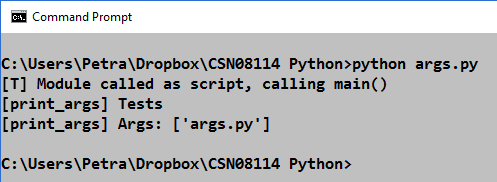 Command Prompt
C:\Users\Petra\Dropbox\CSN08114 Python>python args.py
[T] Module called as script, calling main()
[print_args] Tests
[print_args] Args: ['args.py']
C:\Users\Petra\Dropbox\CSN08114 Python>